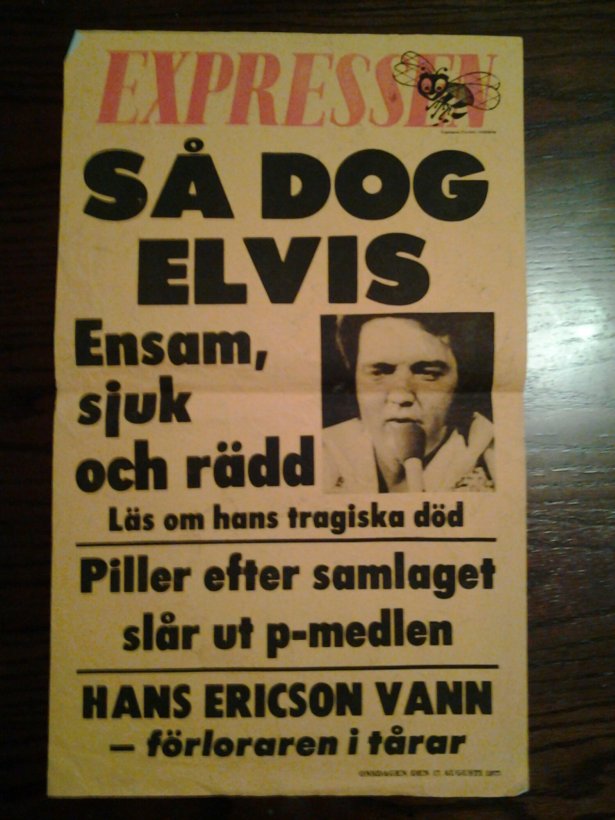 EXPRESSEN
SÅ DOG
ELVIS
Ensam,
sjuk
och rädd
Läs om hans tragiska död
Piller efter samlaget
slår ut p-medlen
HANS ERICSON VANN
– förloraren i tårar
ONSDAGEN DEN 17 AUGUSTI 1977